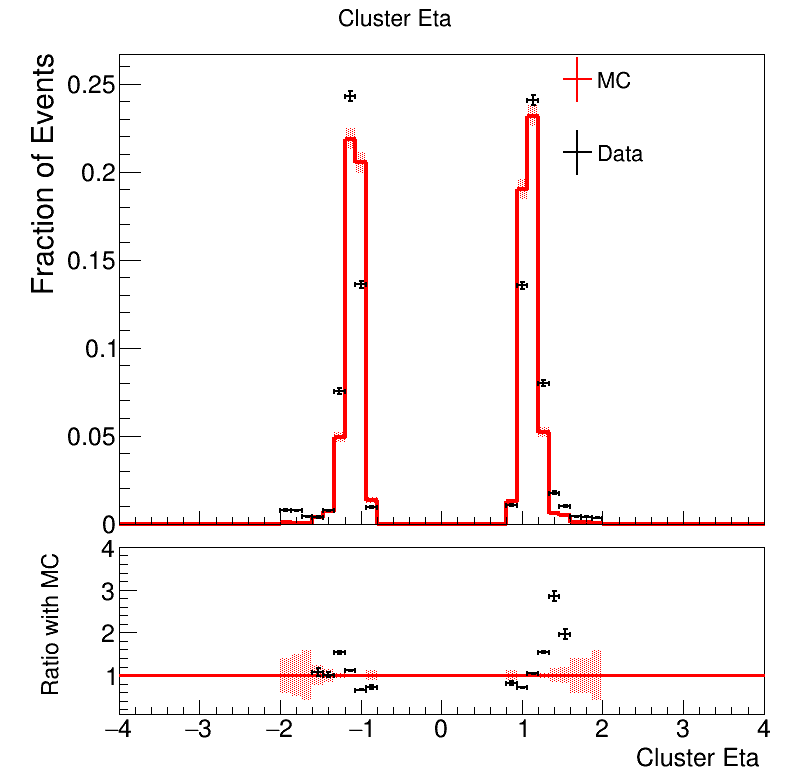 Cluster Eta
Fraction of Events
0.25
0.2
0.15
0.1
0.05
0
MC
Data
Ratio with MC
4
3
2
1
−4 −3 −2 −1 0 1 2 3 4
Cluster Eta